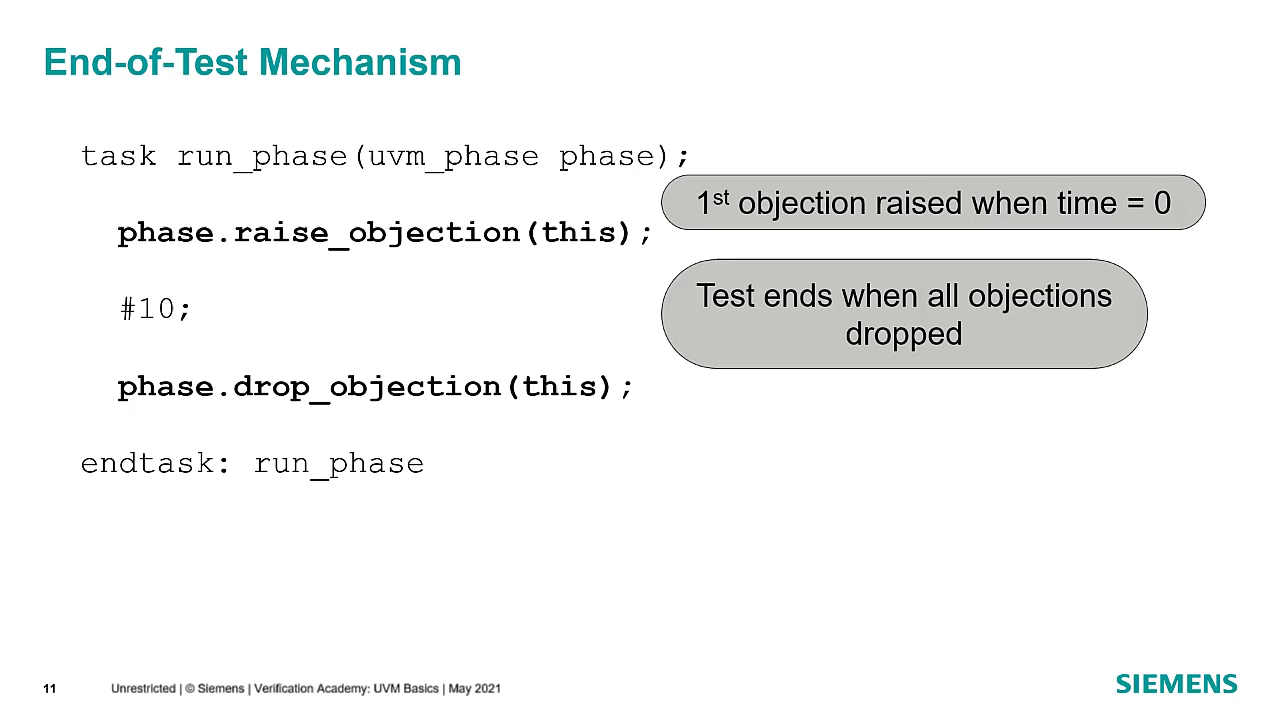 End-of-Test Mechanism
task run_phase(uvm_phase phase);
1st objection raised when time = 0
phase.raise_objection(this);
Test ends when all objections
dropped
#10;
phase.drop_objection(this);
endtask: run_phase
11 Unrestricted | © Siemens | Verification Academy: UVM Basics | May 2021
SIEMENS